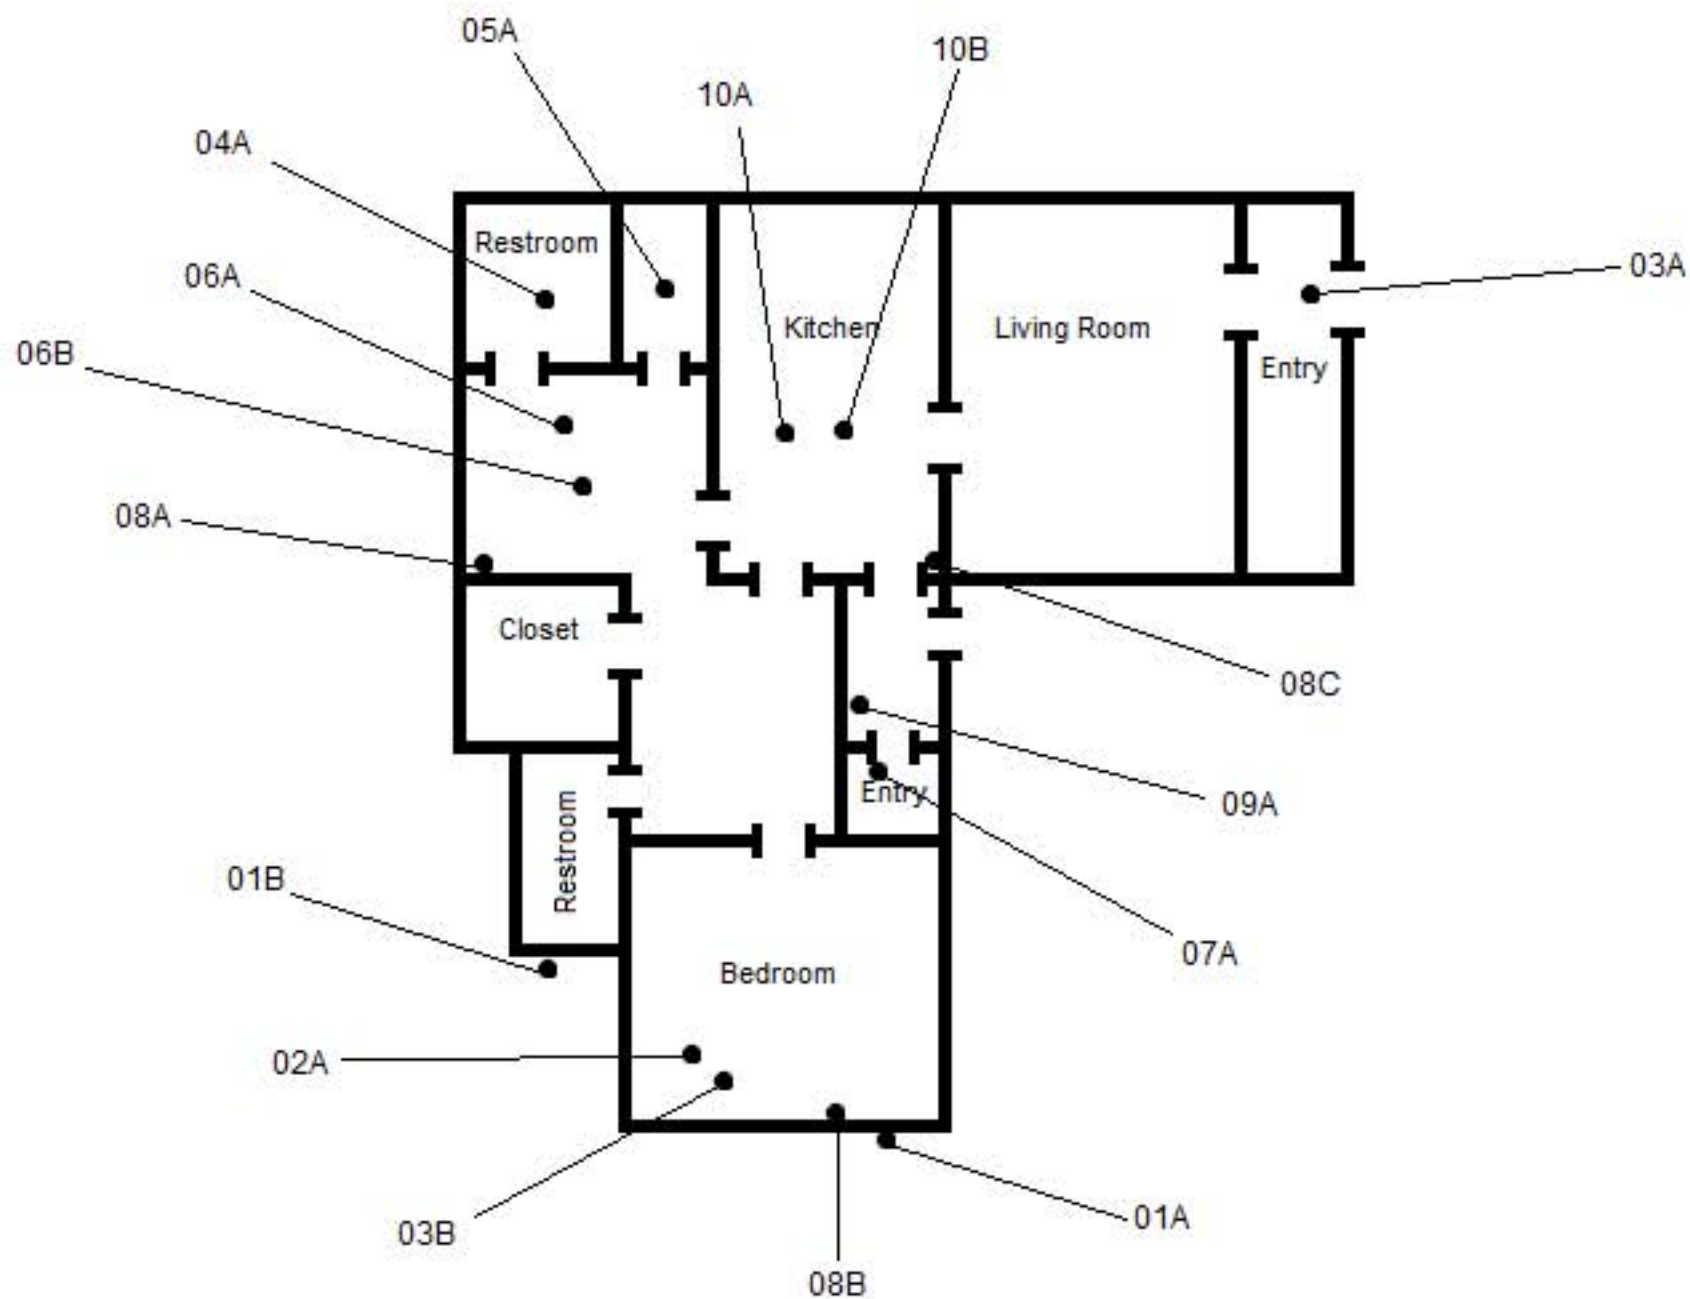 05A
10B
10A
04A
Restroom
03A
06A
Kitchen
Living Room
06B
Entry
08A
Closet
08C
Entry
09A
Restroom
01B
07A
Bedroom
02A
01A
03B
08B